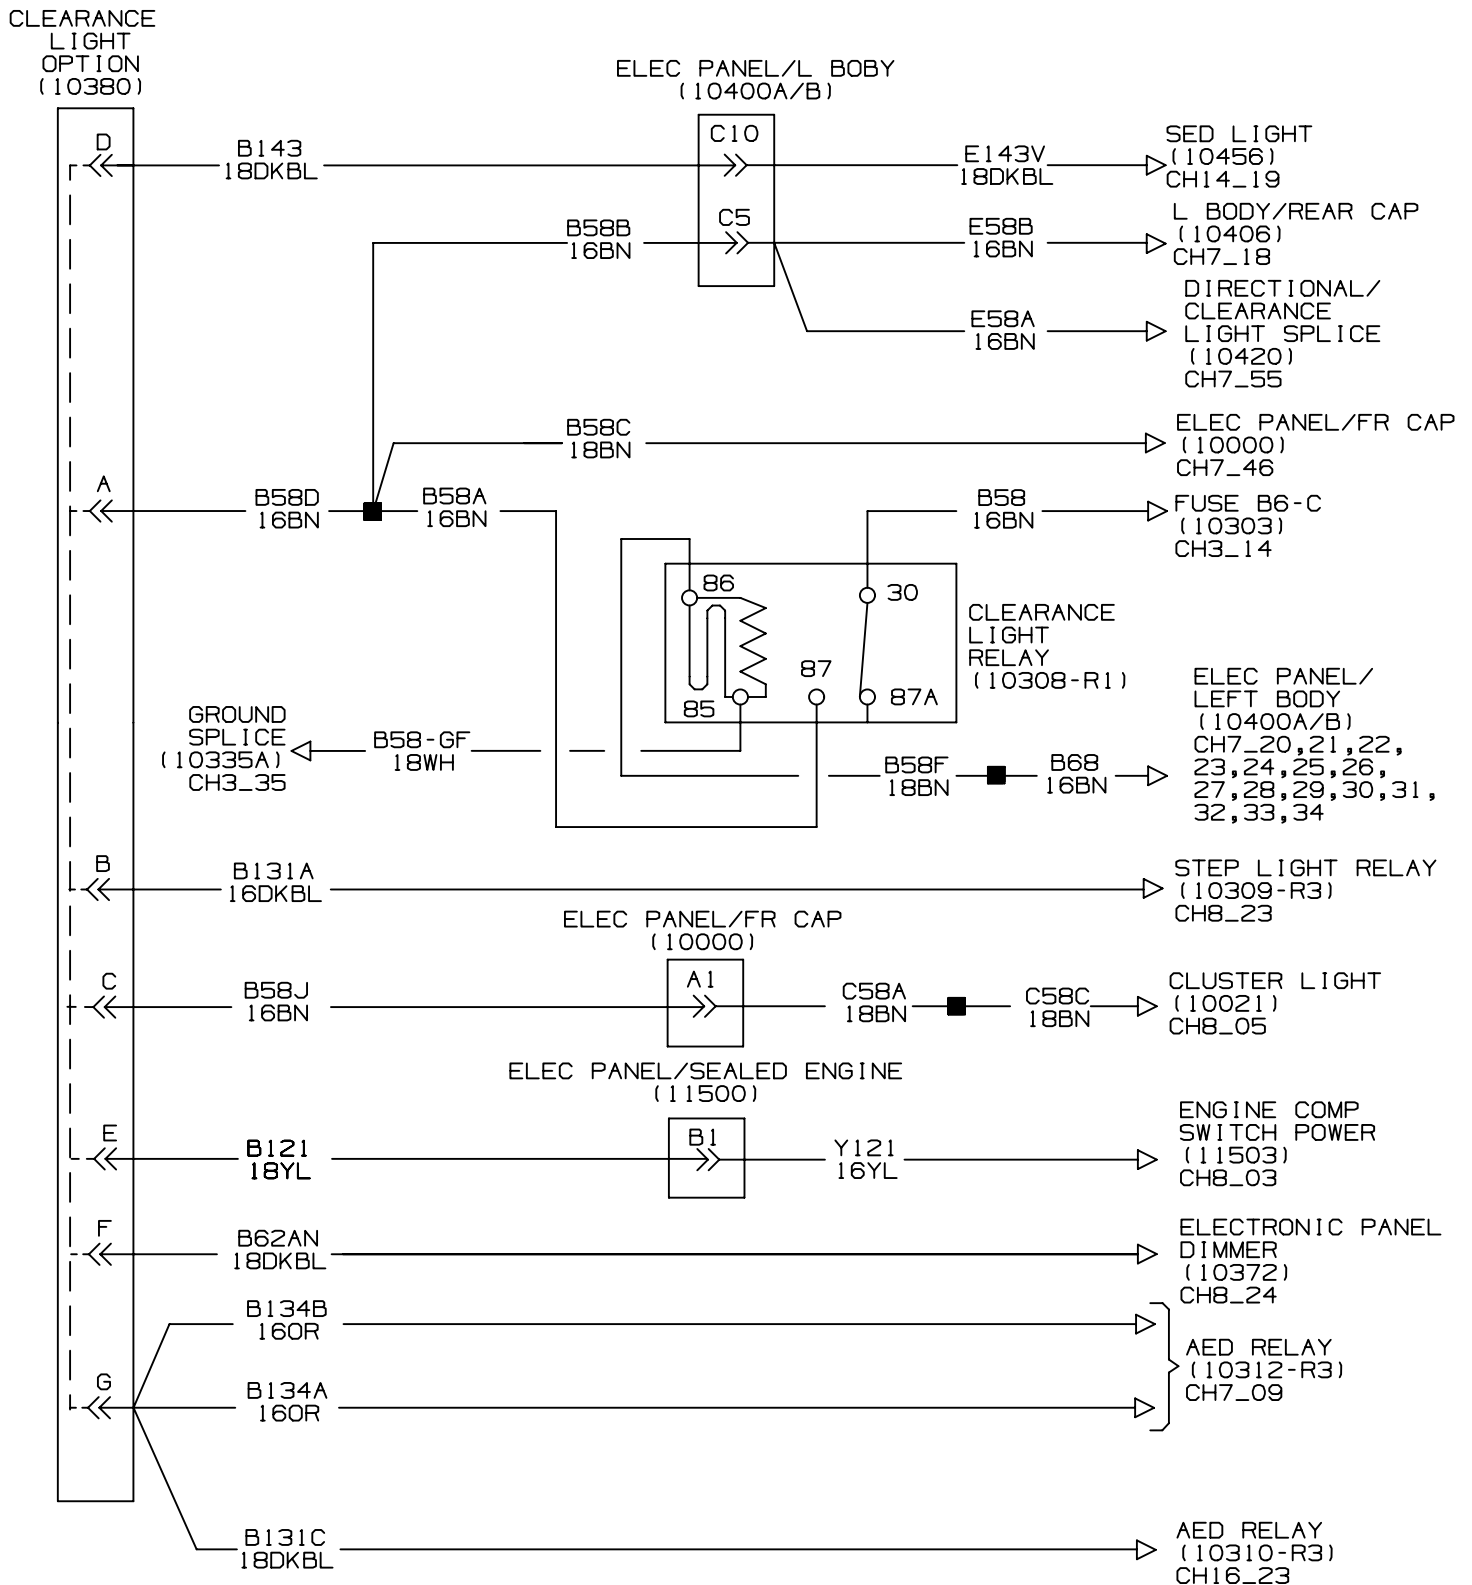 CLEARANCE
LIGHT
OPTION
(10380)
ELEC PANEL/L BOBY
(10400A/B)
D
B143
18DKBL
C10
E143V
18DKBL
SED LIGHT
(10456)
CH14_19
B58B
16BN
C5
E58B
16BN
L BODY/REAR CAP
(10406)
CH7_18
E58A
16BN
DIRECTIONAL/
CLEARANCE
LIGHT SPLICE
(10420)
CH7_55
B58C
18BN
ELEC PANEL/FR CAP
(10000)
CH7_46
A
B58D
16BN
B58A
16BN
B58
16BN
FUSE B6-C
(10303)
CH3_14
86
30
87
85
87A
CLEARANCE
LIGHT
RELAY
(10308-R1)
GROUND
SPLICE
(10335A)
CH3_35
B58-GF
18WH
B58F
18BN
B68
16BN
ELEC PANEL/
LEFT BODY
(10400A/B)
CH7_20,21,22,
23,24,25,26,
27,28,29,30,31,
32,33,34
B
B131A
16DKBL
STEP LIGHT RELAY
(10309-R3)
CH8_23
ELEC PANEL/FR CAP
(10000)
C
B58J
16BN
A1
C58A
18BN
C58C
18BN
CLUSTER LIGHT
(10021)
CH8_05
ELEC PANEL/SEALED ENGINE
(11500)
E
B121
18YL
B1
Y121
16YL
ENGINE COMP
SWITCH POWER
(11503)
CH8_03
F
B62AN
18DKBL
ELECTRONIC PANEL
DIMMER
(10372)
CH8_24
B134B
16OR
G
B134A
16OR
AED RELAY
(10312-R3)
CH7_09
B131C
18DKBL
AED RELAY
(10310-R3)
CH16_23